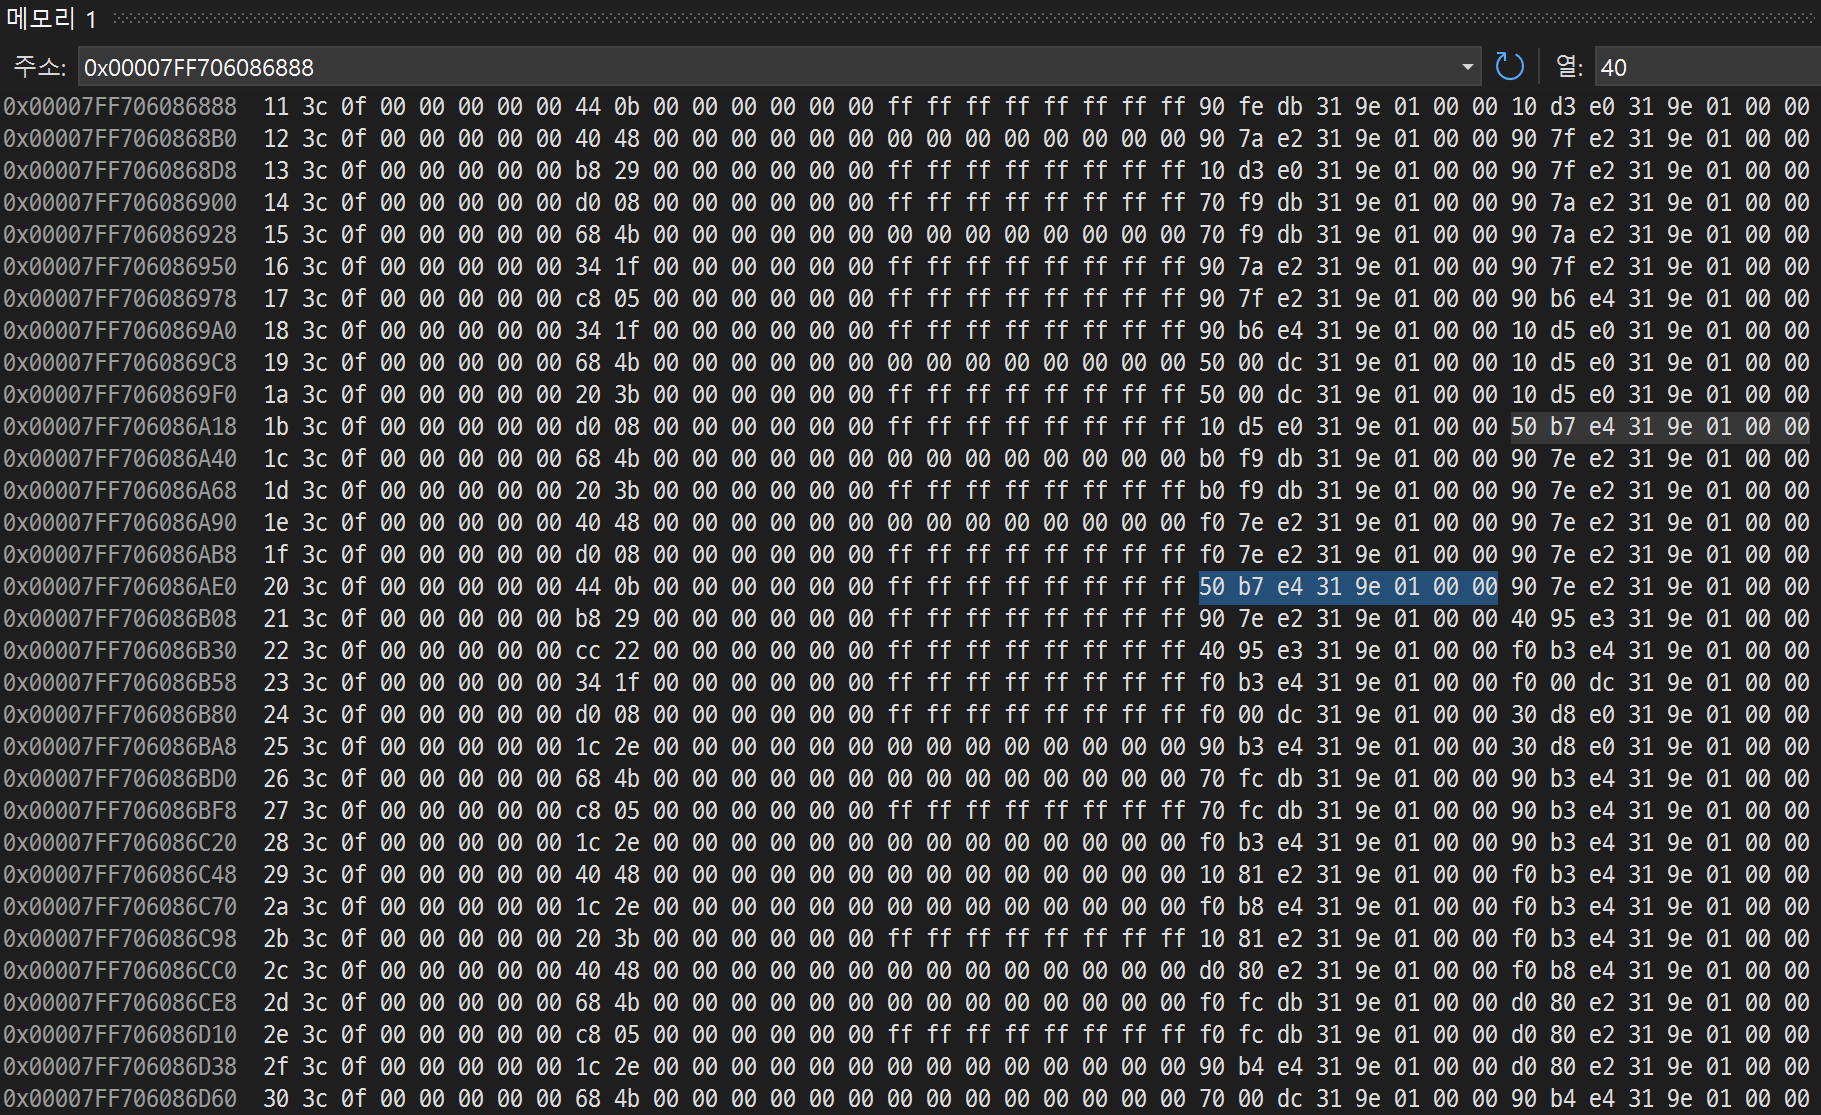 메모리 1
주소: 0x00007FF706086888 열: 40
0x00007FF706086888 11 3c 0f 00 00 00 00 00 44 0b 00 00 00 00 00 00 ff ff ff ff ff ff ff ff 90 fe db 31 9e 01 00 00 10 d3 e0 31 9e 01 00 00
0x00007FF7060868B0 12 3c 0f 00 00 00 00 00 40 48 00 00 00 00 00 00 00 00 00 00 00 00 00 00 90 7a e2 31 9e 01 00 00 90 7f e2 31 9e 01 00 00
0x00007FF7060868D8 13 3c 0f 00 00 00 00 00 b8 29 00 00 00 00 00 00 ff ff ff ff ff ff ff ff 10 d3 e0 31 9e 01 00 00 90 7f e2 31 9e 01 00 00
0x00007FF706086900 14 3c 0f 00 00 00 00 00 d0 08 00 00 00 00 00 00 ff ff ff ff ff ff ff ff 70 f9 db 31 9e 01 00 00 90 7a e2 31 9e 01 00 00
0x00007FF706086928 15 3c 0f 00 00 00 00 00 68 4b 00 00 00 00 00 00 00 00 00 00 00 00 00 00 70 f9 db 31 9e 01 00 00 90 7a e2 31 9e 01 00 00
0x00007FF706086950 16 3c 0f 00 00 00 00 00 34 1f 00 00 00 00 00 00 ff ff ff ff ff ff ff ff 90 7a e2 31 9e 01 00 00 90 7f e2 31 9e 01 00 00
0x00007FF706086978 17 3c 0f 00 00 00 00 00 c8 05 00 00 00 00 00 00 ff ff ff ff ff ff ff ff 90 7f e2 31 9e 01 00 00 90 b6 e4 31 9e 01 00 00
0x00007FF7060869A0 18 3c 0f 00 00 00 00 00 34 1f 00 00 00 00 00 00 ff ff ff ff ff ff ff ff 90 b6 e4 31 9e 01 00 00 10 d5 e0 31 9e 01 00 00
0x00007FF7060869C8 19 3c 0f 00 00 00 00 00 68 4b 00 00 00 00 00 00 00 00 00 00 00 00 00 00 50 00 dc 31 9e 01 00 00 10 d5 e0 31 9e 01 00 00
0x00007FF7060869F0 1a 3c 0f 00 00 00 00 00 20 3b 00 00 00 00 00 00 ff ff ff ff ff ff ff ff 50 00 dc 31 9e 01 00 00 10 d5 e0 31 9e 01 00 00
0x00007FF706086A18 1b 3c 0f 00 00 00 00 00 d0 08 00 00 00 00 00 00 ff ff ff ff ff ff ff ff 10 d5 e0 31 9e 01 00 00 50 b7 e4 31 9e 01 00 00
0x00007FF706086A40 1c 3c 0f 00 00 00 00 00 68 4b 00 00 00 00 00 00 00 00 00 00 00 00 00 00 b0 f9 db 31 9e 01 00 00 90 7e e2 31 9e 01 00 00
0x00007FF706086A68 1d 3c 0f 00 00 00 00 00 20 3b 00 00 00 00 00 00 ff ff ff ff ff ff ff ff b0 f9 db 31 9e 01 00 00 90 7e e2 31 9e 01 00 00
0x00007FF706086A90 1e 3c 0f 00 00 00 00 00 40 48 00 00 00 00 00 00 00 00 00 00 00 00 00 00 f0 7e e2 31 9e 01 00 00 90 7e e2 31 9e 01 00 00
0x00007FF706086AB8 1f 3c 0f 00 00 00 00 00 d0 08 00 00 00 00 00 00 ff ff ff ff ff ff ff ff f0 7e e2 31 9e 01 00 00 90 7e e2 31 9e 01 00 00
0x00007FF706086AE0 20 3c 0f 00 00 00 00 00 44 0b 00 00 00 00 00 00 ff ff ff ff ff ff ff ff 50 b7 e4 31 9e 01 00 00 90 7e e2 31 9e 01 00 00
0x00007FF706086B08 21 3c 0f 00 00 00 00 00 b8 29 00 00 00 00 00 00 ff ff ff ff ff ff ff ff 90 7e e2 31 9e 01 00 00 40 95 e3 31 9e 01 00 00
0x00007FF706086B30 22 3c 0f 00 00 00 00 00 cc 22 00 00 00 00 00 00 ff ff ff ff ff ff ff ff 40 95 e3 31 9e 01 00 00 f0 b3 e4 31 9e 01 00 00
0x00007FF706086B58 23 3c 0f 00 00 00 00 00 34 1f 00 00 00 00 00 00 ff ff ff ff ff ff ff ff f0 b3 e4 31 9e 01 00 00 f0 00 dc 31 9e 01 00 00
0x00007FF706086B80 24 3c 0f 00 00 00 00 00 d0 08 00 00 00 00 00 00 ff ff ff ff ff ff ff ff f0 00 dc 31 9e 01 00 00 30 d8 e0 31 9e 01 00 00
0x00007FF706086BA8 25 3c 0f 00 00 00 00 00 1c 2e 00 00 00 00 00 00 00 00 00 00 00 00 00 00 90 b3 e4 31 9e 01 00 00 30 d8 e0 31 9e 01 00 00
0x00007FF706086BD0 26 3c 0f 00 00 00 00 00 68 4b 00 00 00 00 00 00 00 00 00 00 00 00 00 00 70 fc db 31 9e 01 00 00 90 b3 e4 31 9e 01 00 00
0x00007FF706086BF8 27 3c 0f 00 00 00 00 00 c8 05 00 00 00 00 00 00 ff ff ff ff ff ff ff ff 70 fc db 31 9e 01 00 00 90 b3 e4 31 9e 01 00 00
0x00007FF706086C20 28 3c 0f 00 00 00 00 00 1c 2e 00 00 00 00 00 00 00 00 00 00 00 00 00 00 f0 b3 e4 31 9e 01 00 00 90 b3 e4 31 9e 01 00 00
0x00007FF706086C48 29 3c 0f 00 00 00 00 00 40 48 00 00 00 00 00 00 00 00 00 00 00 00 00 00 10 81 e2 31 9e 01 00 00 f0 b3 e4 31 9e 01 00 00
0x00007FF706086C70 2a 3c 0f 00 00 00 00 00 1c 2e 00 00 00 00 00 00 00 00 00 00 00 00 00 00 f0 b8 e4 31 9e 01 00 00 f0 b3 e4 31 9e 01 00 00
0x00007FF706086C98 2b 3c 0f 00 00 00 00 00 20 3b 00 00 00 00 00 00 ff ff ff ff ff ff ff ff 10 81 e2 31 9e 01 00 00 f0 b3 e4 31 9e 01 00 00
0x00007FF706086CC0 2c 3c 0f 00 00 00 00 00 40 48 00 00 00 00 00 00 00 00 00 00 00 00 00 00 d0 80 e2 31 9e 01 00 00 f0 b8 e4 31 9e 01 00 00
0x00007FF706086CE8 2d 3c 0f 00 00 00 00 00 68 4b 00 00 00 00 00 00 00 00 00 00 00 00 00 00 f0 fc db 31 9e 01 00 00 d0 80 e2 31 9e 01 00 00
0x00007FF706086D10 2e 3c 0f 00 00 00 00 00 c8 05 00 00 00 00 00 00 ff ff ff ff ff ff ff ff f0 fc db 31 9e 01 00 00 d0 80 e2 31 9e 01 00 00
0x00007FF706086D38 2f 3c 0f 00 00 00 00 00 1c 2e 00 00 00 00 00 00 00 00 00 00 00 00 00 00 90 b4 e4 31 9e 01 00 00 d0 80 e2 31 9e 01 00 00
0x00007FF706086D60 30 3c 0f 00 00 00 00 00 68 4b 00 00 00 00 00 00 00 00 00 00 00 00 00 00 70 00 dc 31 9e 01 00 00 90 b4 e4 31 9e 01 00 00